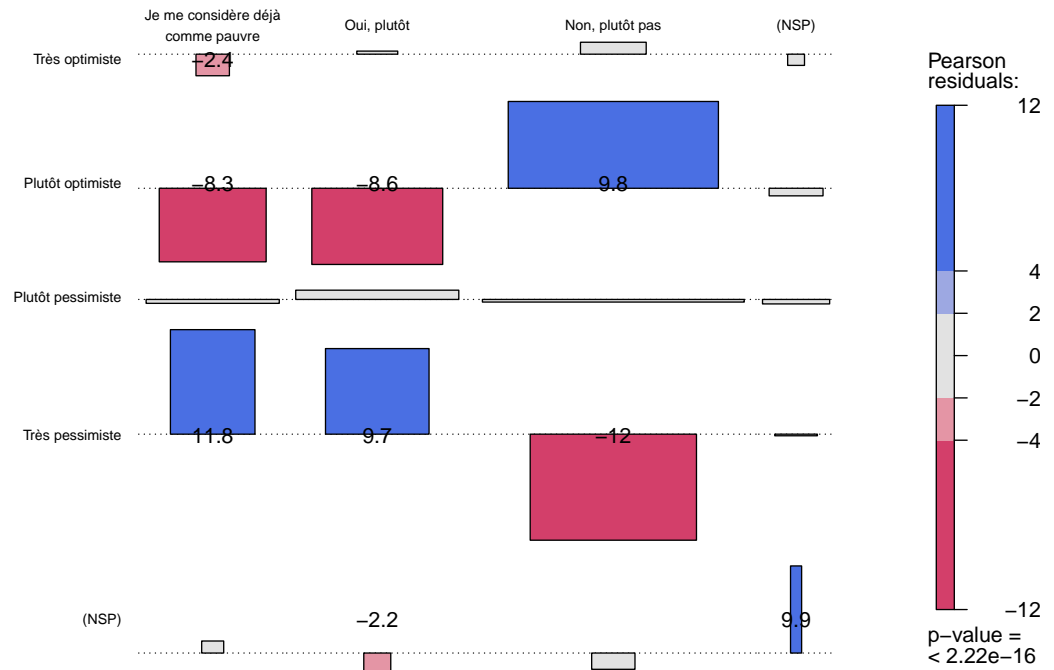 Je me considère déjà
comme pauvre
Oui, plutôt
Non, plutôt pas
(NSP)
Très optimiste
−2.4
Plutôt optimiste
−8.3
−8.6
9.8
Plutôt pessimiste
Très pessimiste
11.8
9.7
−12
(NSP)
−2.2
9.9
Pearson
residuals:
12
4
2
0
−2
−4
−12
p−value =
< 2.22e−16